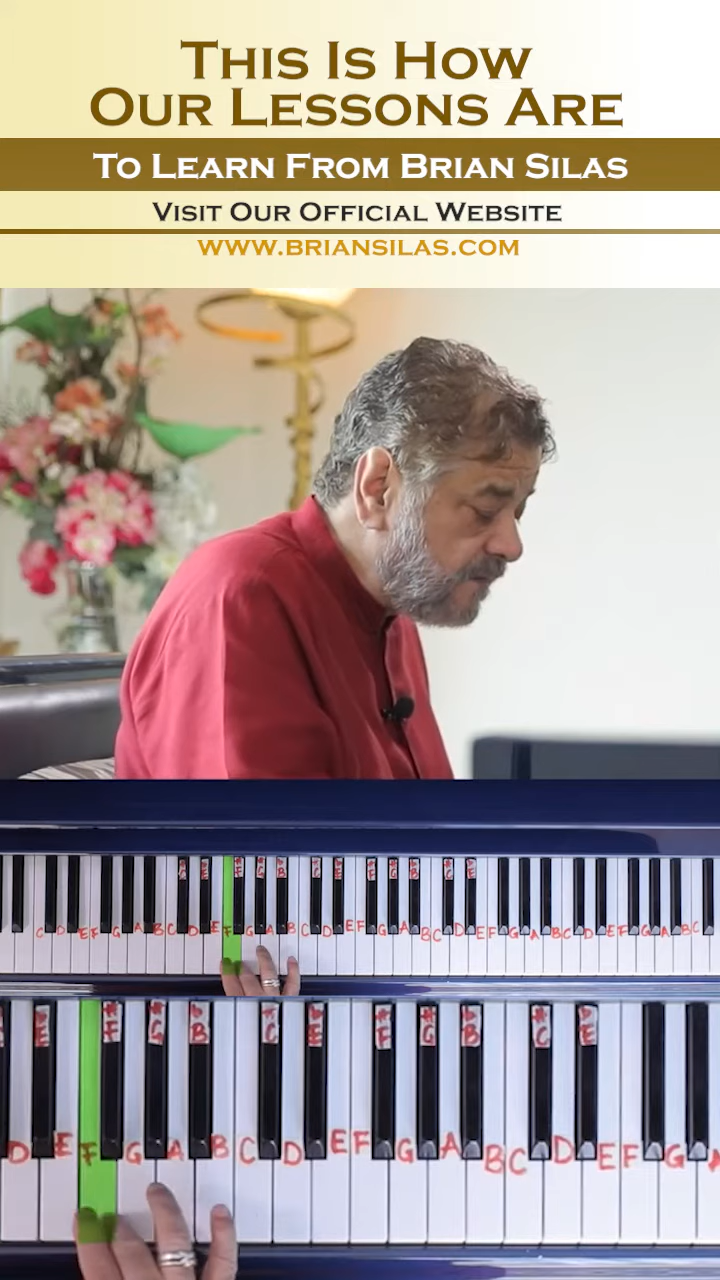 THIS IS HOW
OUR LESSONS ARE
TO LEARN FROM BRIAN SILAS
VISIT OUR OFFICIAL WEBSITE
WWW.BRIANSILAS.COM
#C ♭E #F #G ♭B #C ♭E #F #G ♭B #C ♭E
C D E F G A B C D E F G A B C D E F G A B C D E F G A B C D E F G A B C
♭E #F #G ♭B #C ♭E #F #G ♭B #C ♭E
D E F G A B C D E F G A B C D E F G A